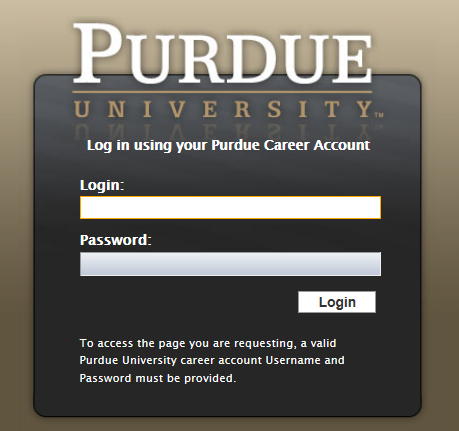 PURDUE
UNIVERSITY™
Log in using your Purdue Career Account
Login:
Password:
Login
To access the page you are requesting, a valid
Purdue University career account Username and
Password must be provided.